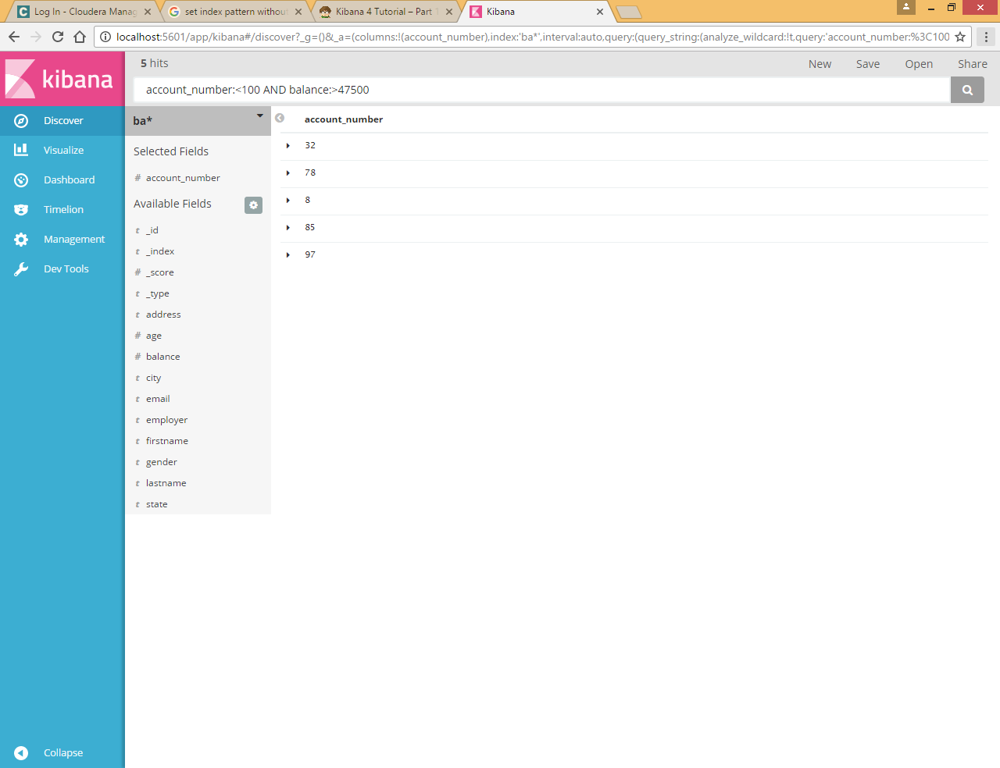 Log In - Cloudera Manag
set index pattern without
Kibana 4 Tutorial – Part 1
Kibana
localhost:5601/app/kibana#/discover?_g=()&_a=(columns:!(account_number),index:'ba*',interval:auto,query:(query_string:(analyze_wildcard:!t,query:'account_number:%3C100
kibana
5 hits
New
Save
Open
Share
account_number:<100 AND balance:>47500
Discover
Visualize
Dashboard
Timelion
Management
Dev Tools
Collapse
ba*
Selected Fields
# account_number
Available Fields
t _id
t _index
# _score
t _type
t address
# age
# balance
t city
t email
t employer
t firstname
t gender
t lastname
t state
account_number
32
78
8
85
97